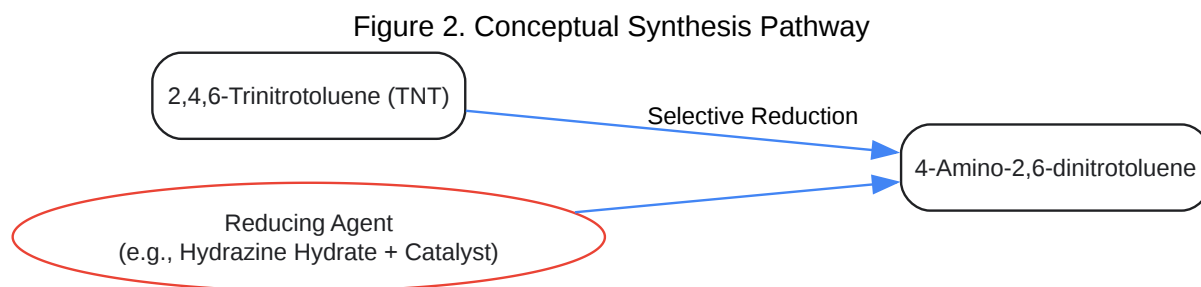 Figure 2. Conceptual Synthesis Pathway
2,4,6-Trinitrotoluene (TNT)
Selective Reduction
4-Amino-2,6-dinitrotoluene
Reducing Agent
(e.g., Hydrazine Hydrate + Catalyst)